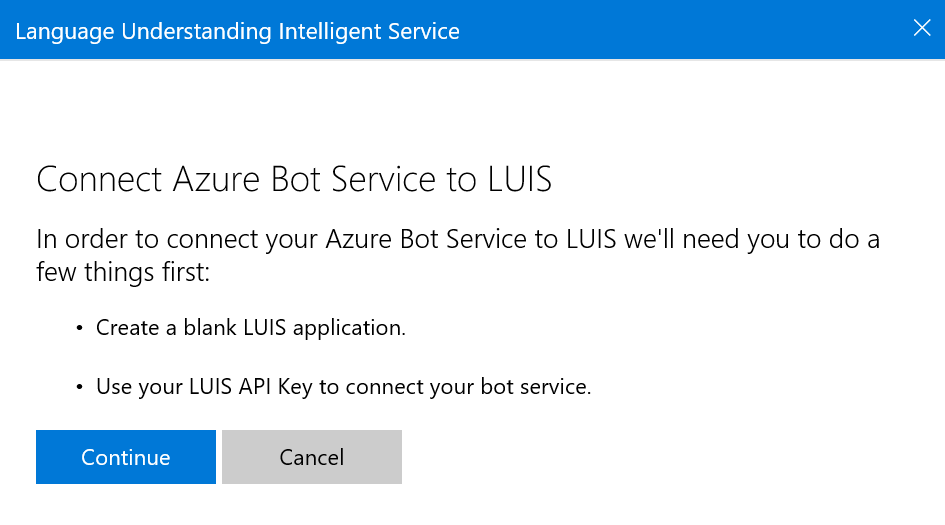 Language Understanding Intelligent Service
Connect Azure Bot Service to LUIS
In order to connect your Azure Bot Service to LUIS we'll need you to do a
few things first:
• Create a blank LUIS application.
• Use your LUIS API Key to connect your bot service.
Continue Cancel